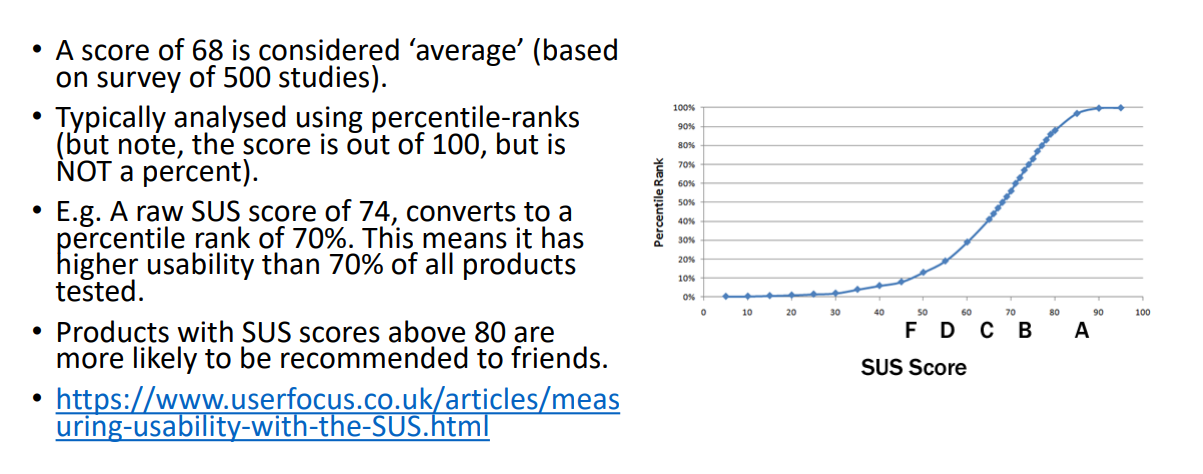 • A score of 68 is considered ‘average’ (based
on survey of 500 studies).
• Typically analysed using percentile-ranks
(but note, the score is out of 100, but is
NOT a percent).
• E.g. A raw SUS score of 74, converts to a
percentile rank of 70%. This means it has
higher usability than 70% of all products
tested.
• Products with SUS scores above 80 are
more likely to be recommended to friends.
• https://www.userfocus.co.uk/articles/meas
uring-usability-with-the-SUS.html
Percentile Rank
100%
90%
80%
70%
60%
50%
40%
30%
20%
10%
0%
0 10 20 30 40 50 60 70 80 90 100
F D C B A
SUS Score